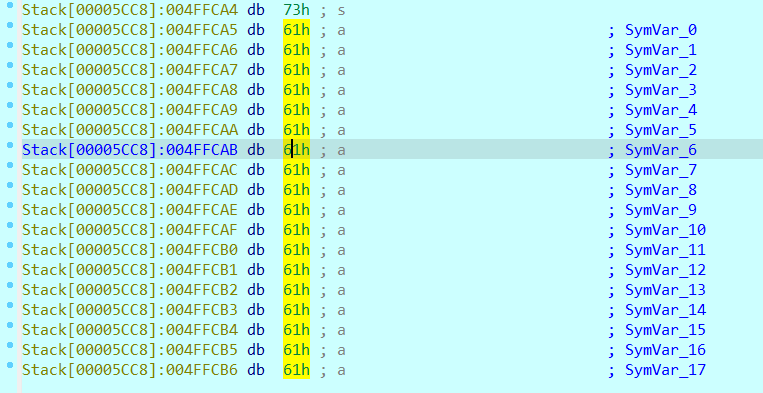 Stack[00005CC8]:004FFCA4 db 73h ; s
Stack[00005CC8]:004FFCA5 db 61h ; a ; SymVar_0
Stack[00005CC8]:004FFCA6 db 61h ; a ; SymVar_1
Stack[00005CC8]:004FFCA7 db 61h ; a ; SymVar_2
Stack[00005CC8]:004FFCA8 db 61h ; a ; SymVar_3
Stack[00005CC8]:004FFCA9 db 61h ; a ; SymVar_4
Stack[00005CC8]:004FFCAA db 61h ; a ; SymVar_5
Stack[00005CC8]:004FFCAB db 61h ; a ; SymVar_6
Stack[00005CC8]:004FFCAC db 61h ; a ; SymVar_7
Stack[00005CC8]:004FFCAD db 61h ; a ; SymVar_8
Stack[00005CC8]:004FFCAE db 61h ; a ; SymVar_9
Stack[00005CC8]:004FFCAF db 61h ; a ; SymVar_10
Stack[00005CC8]:004FFCB0 db 61h ; a ; SymVar_11
Stack[00005CC8]:004FFCB1 db 61h ; a ; SymVar_12
Stack[00005CC8]:004FFCB2 db 61h ; a ; SymVar_13
Stack[00005CC8]:004FFCB3 db 61h ; a ; SymVar_14
Stack[00005CC8]:004FFCB4 db 61h ; a ; SymVar_15
Stack[00005CC8]:004FFCB5 db 61h ; a ; SymVar_16
Stack[00005CC8]:004FFCB6 db 61h ; a ; SymVar_17